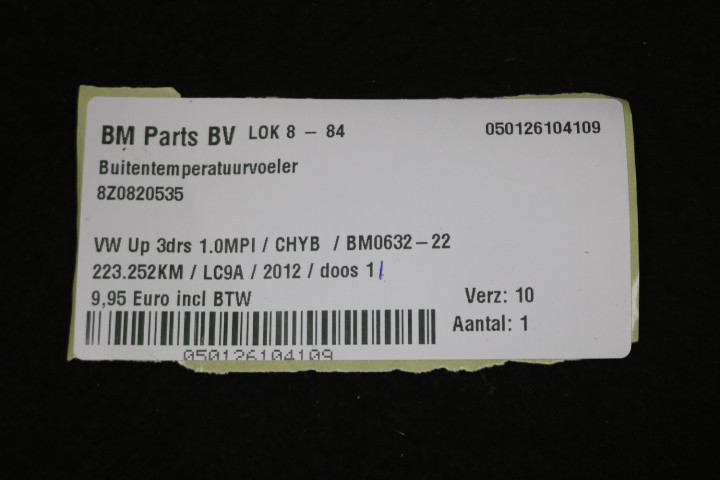 BM Parts BV LOK 8 – 84 050126104109
Buitentemperatuurvoeler
8Z0820535
VW Up 3drs 1.0MPI / CHYB / BM0632–22
223.252KM / LC9A / 2012 / doos 1/
9,95 Euro incl BTW Verz: 10
Aantal: 1
050126104109